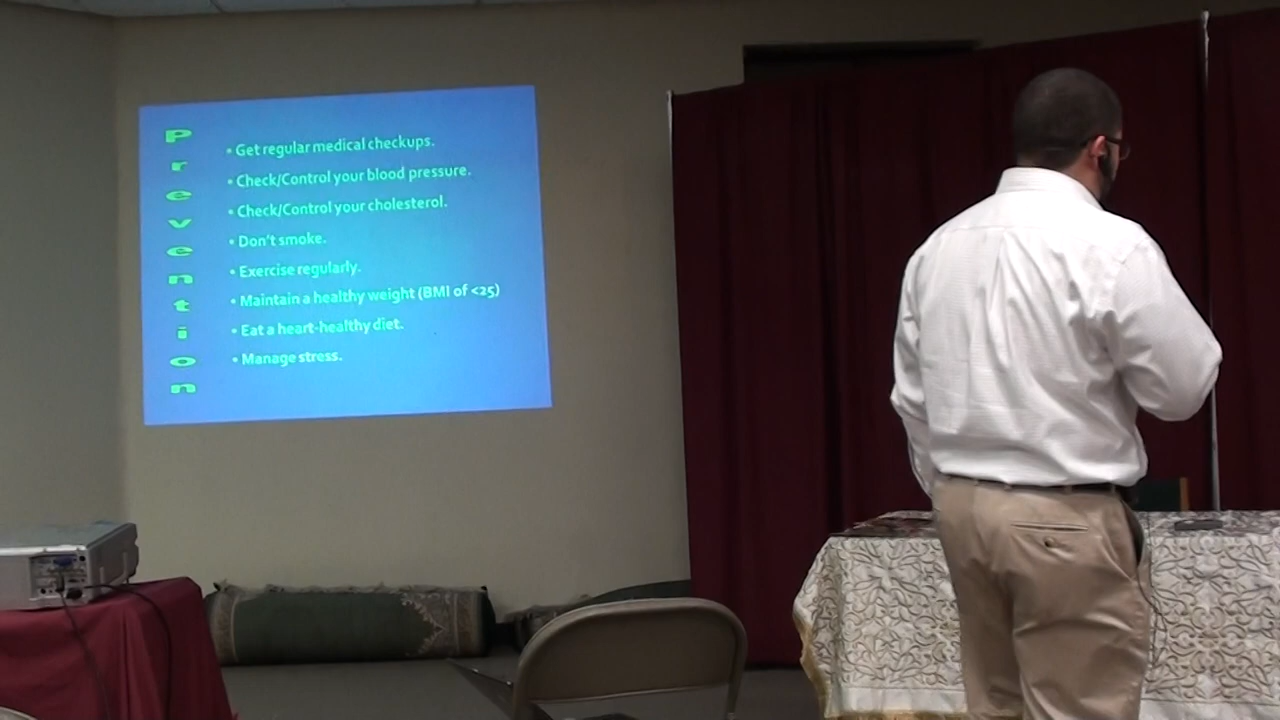 Prevention
• Get regular medical checkups.
• Check/Control your blood pressure.
• Check/Control your cholesterol.
• Don't smoke.
• Exercise regularly.
• Maintain a healthy weight (BMI of <25)
• Eat a heart-healthy diet.
• Manage stress.